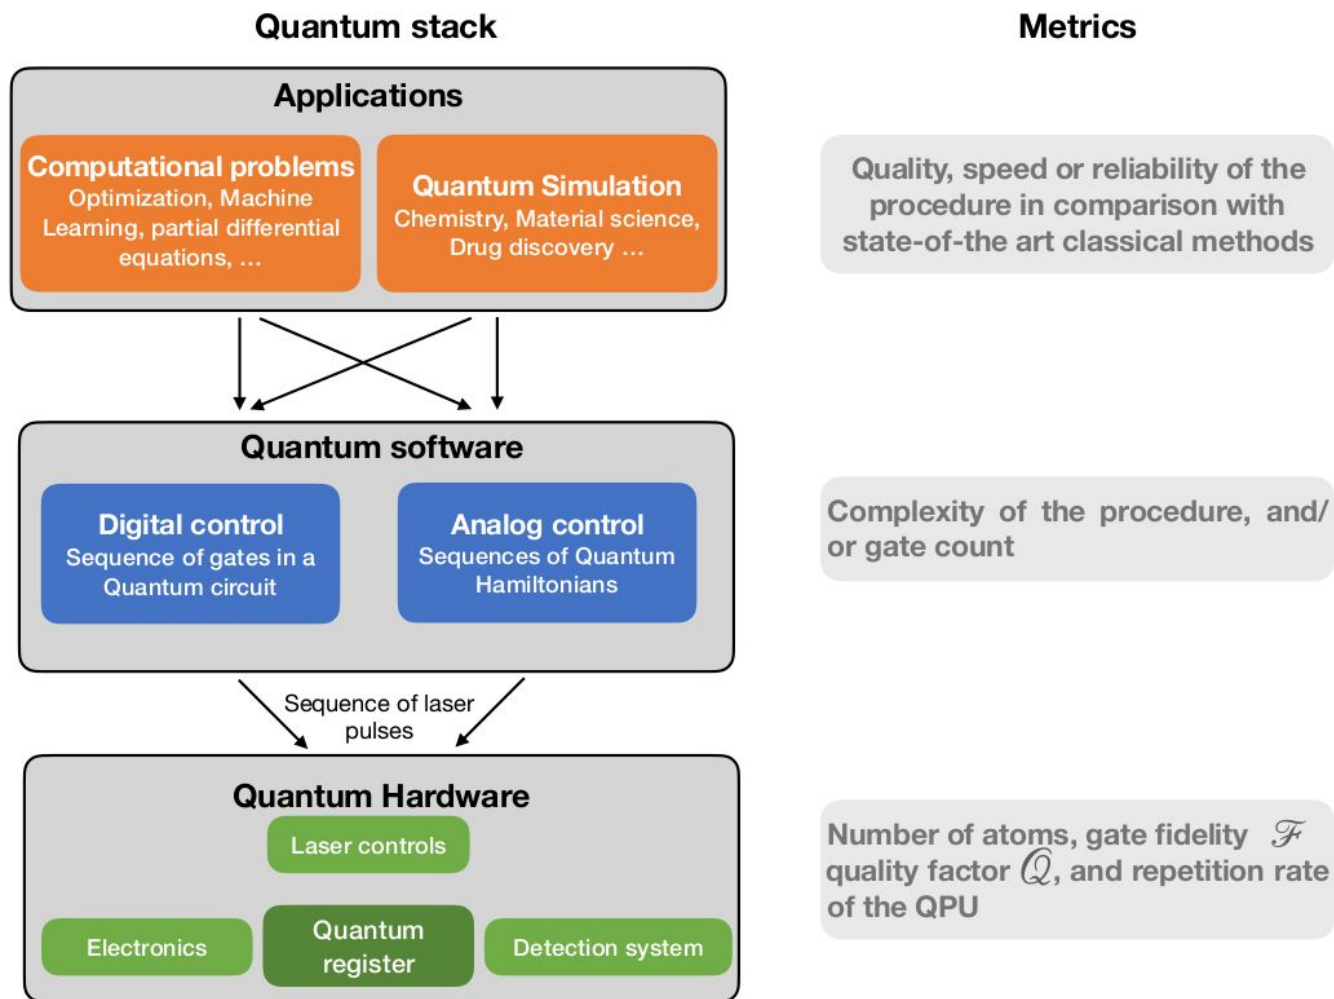 Quantum stack
Metrics
Applications
Computational problems
Optimization, Machine
Learning, partial differential
equations, ...
Quantum Simulation
Chemistry, Material science,
Drug discovery ...
Quality, speed or reliability of the
procedure in comparison with
state-of-the art classical methods
Quantum software
Digital control
Sequence of gates in a
Quantum circuit
Analog control
Sequences of Quantum
Hamiltonians
Complexity of the procedure, and/
or gate count
Sequence of laser
pulses
Quantum Hardware
Laser controls
Electronics
Quantum
register
Detection system
Number of atoms, gate fidelity ℱ
quality factor 𝒬, and repetition rate
of the QPU